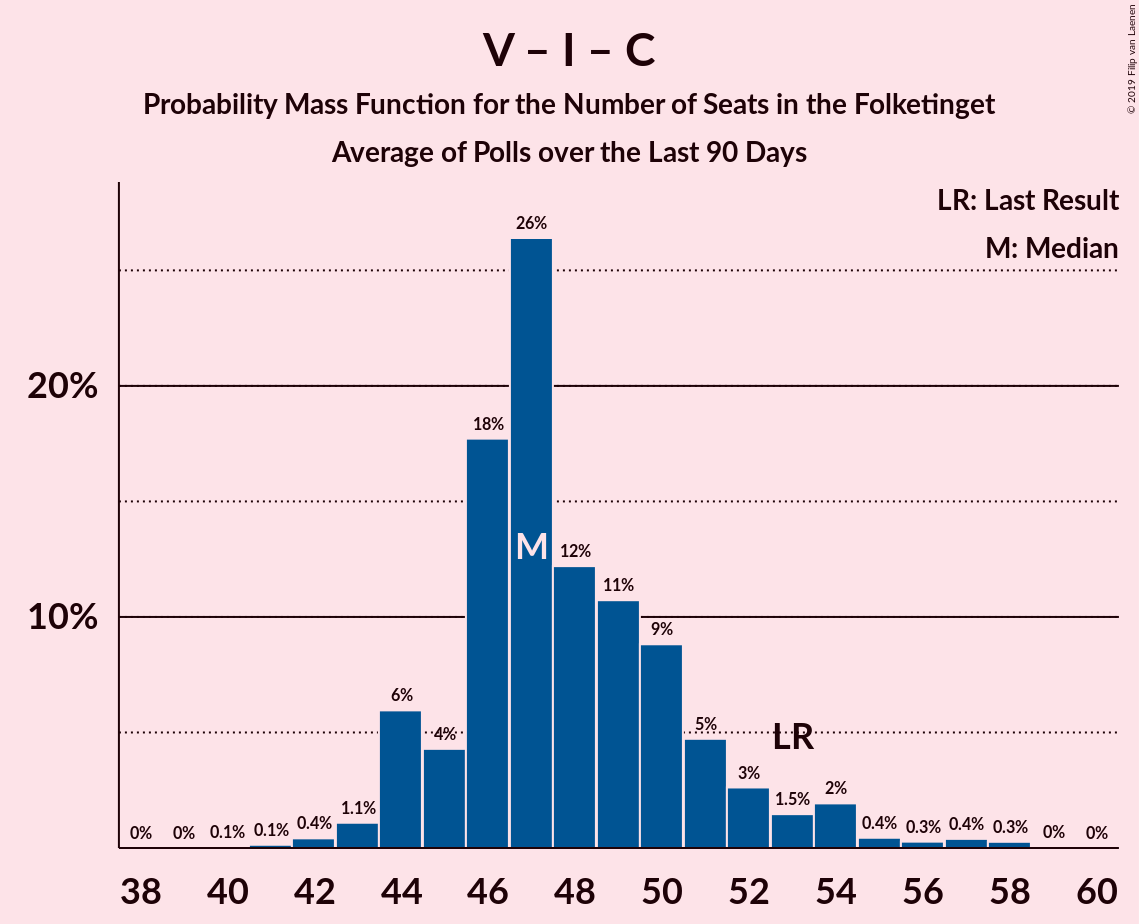 V – I – C
Probability Mass Function for the Number of Seats in the Folketinget
Average of Polls over the Last 90 Days
© 2019 Filip van Laenen
LR: Last Result
M: Median
20%
10%
0%
0%
0.1%
0.1%
0.4%
1.1%
6%
4%
18%
26%
M
12%
11%
9%
5%
3%
LR
1.5%
2%
0.4%
0.3%
0.4%
0.3%
0%
0%
38 40 42 44 46 48 50 52 54 56 58 60